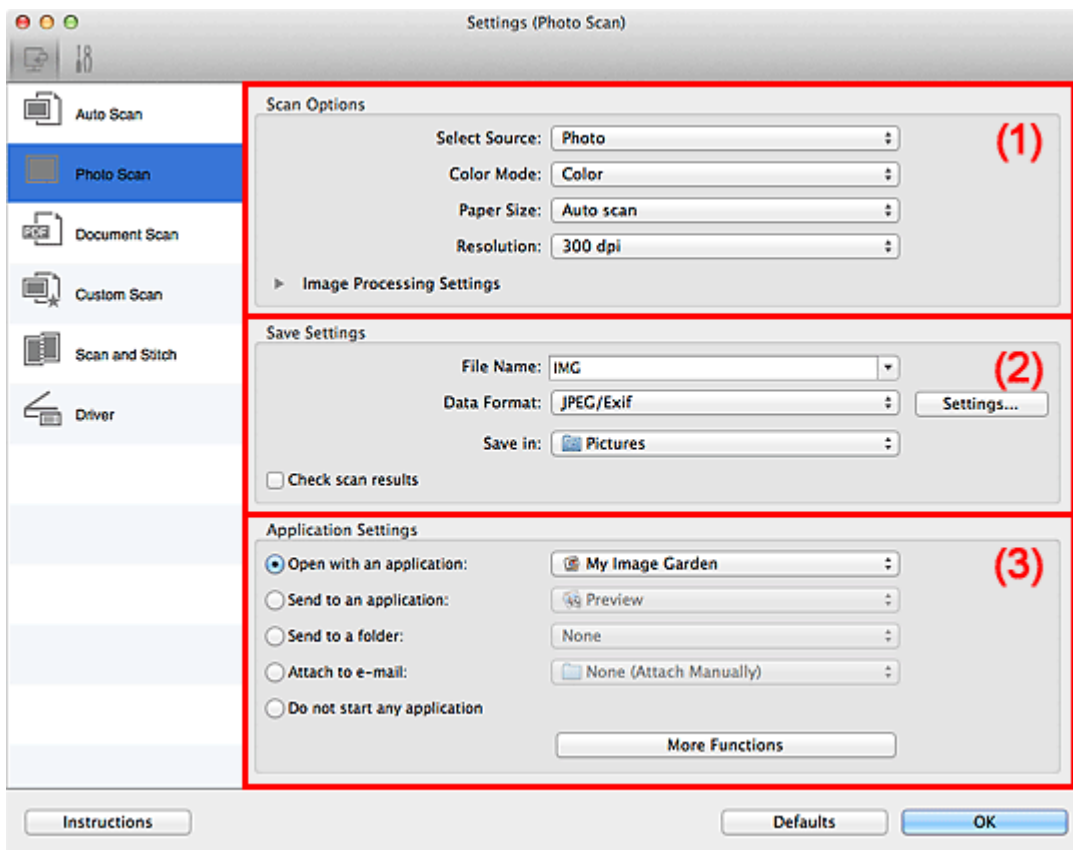 Settings (Photo Scan)
Auto Scan
Photo Scan
PDF
Document Scan
Custom Scan
Scan and Stitch
Driver
Scan Options
(1)
Select Source: Photo
Color Mode: Color
Paper Size: Auto scan
Resolution: 300 dpi
Image Processing Settings
Save Settings
(2)
File Name: IMG
Data Format: JPEG/Exif Settings...
Save in: Pictures
Check scan results
Application Settings
(3)
Open with an application: My Image Garden
Send to an application: Preview
Send to a folder: None
Attach to e-mail: None (Attach Manually)
Do not start any application
More Functions
Instructions Defaults OK